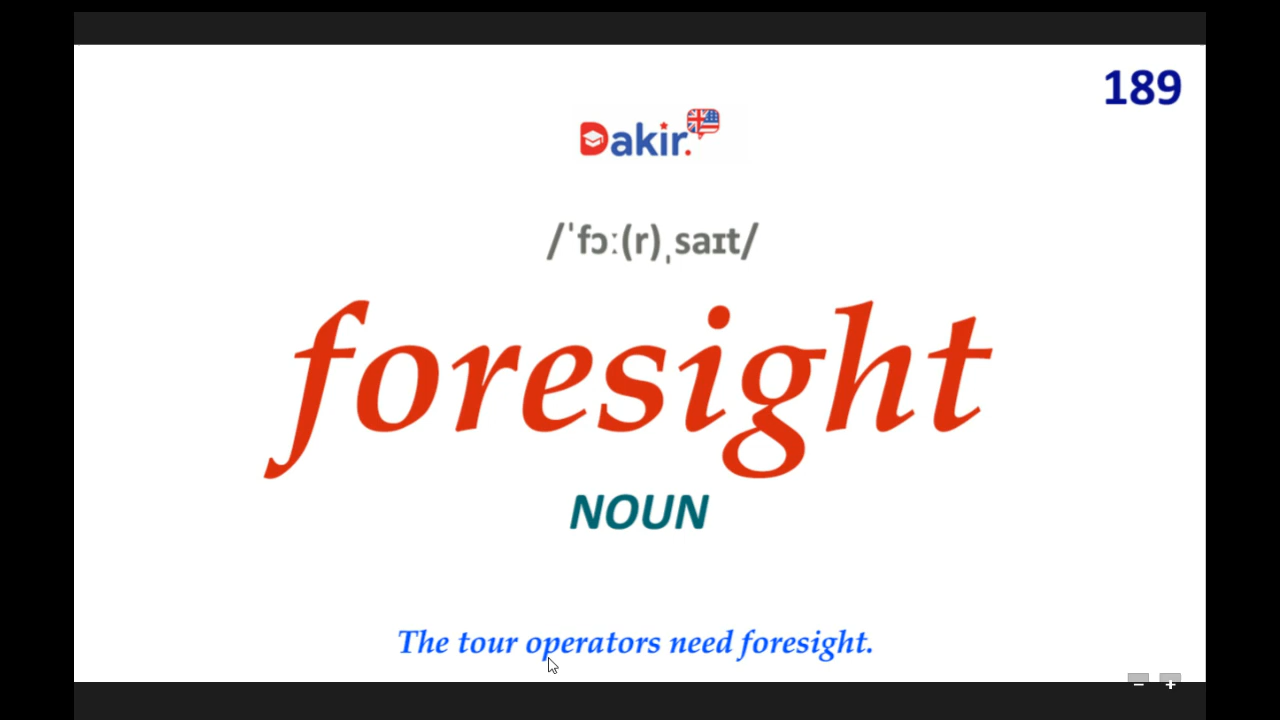 189
Dakir.
/ˈfɔː(r)ˌsaɪt/
foresight
NOUN
The tour operators need foresight.